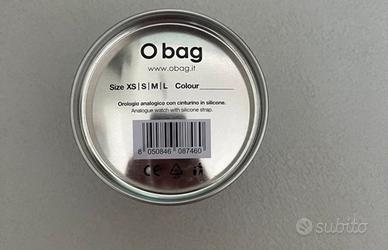 O bag
www.obag.it
Size XS|S|M|L Colour
Orologio analogico con cinturino in silicone.
Analogue watch with silicone strap.
8 050846 087460
CE
subito